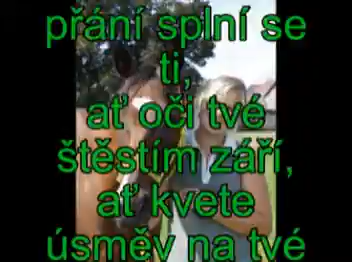 přání splní se
ti,
ať oči tvé
štěstím září,
ať kvete
úsměv na tvé